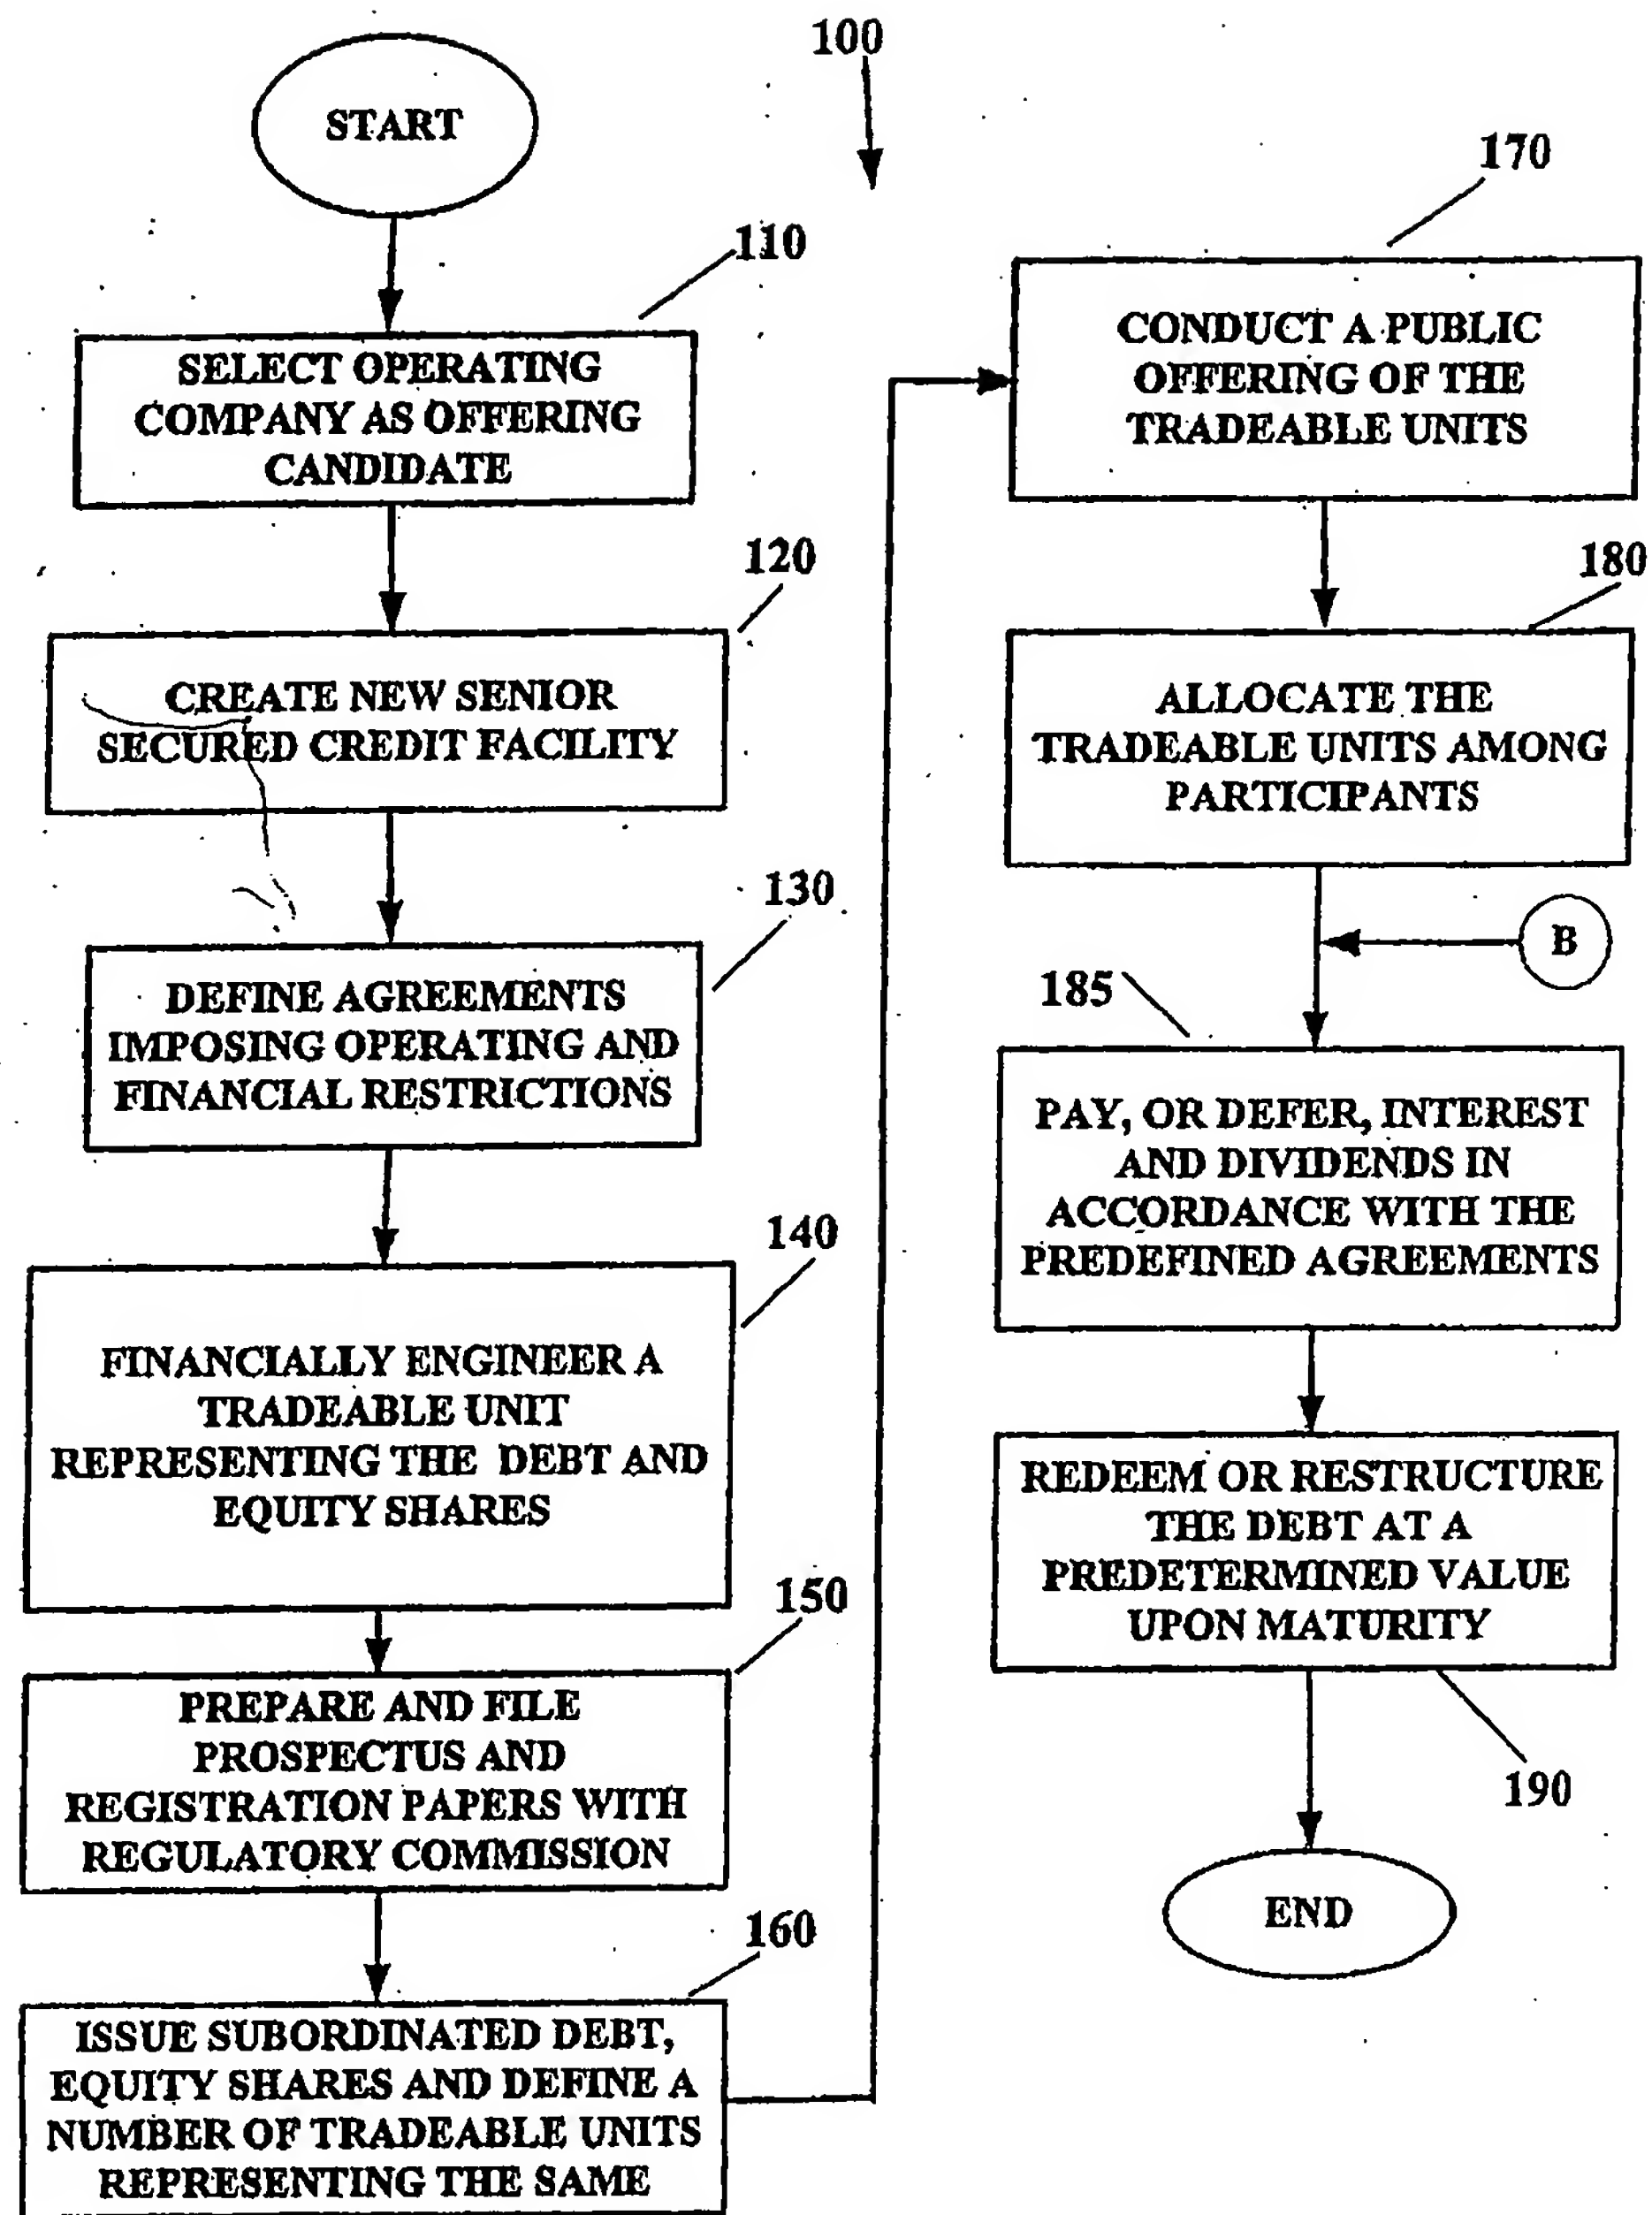 START
100
110
SELECT OPERATING
COMPANY AS OFFERING
CANDIDATE
120
CREATE NEW SENIOR
SECURED CREDIT FACILITY
130
DEFINE AGREEMENTS
IMPOSING OPERATING AND
FINANCIAL RESTRICTIONS
140
FINANCIALLY ENGINEER A
TRADEABLE UNIT
REPRESENTING THE DEBT AND
EQUITY SHARES
150
PREPARE AND FILE
PROSPECTUS AND
REGISTRATION PAPERS WITH
REGULATORY COMMISSION
160
ISSUE SUBORDINATED DEBT,
EQUITY SHARES AND DEFINE A
NUMBER OF TRADEABLE UNITS
REPRESENTING THE SAME
170
CONDUCT A PUBLIC
OFFERING OF THE
TRADEABLE UNITS
180
ALLOCATE THE
TRADEABLE UNITS AMONG
PARTICIPANTS
B
185
PAY, OR DEFER, INTEREST
AND DIVIDENDS IN
ACCORDANCE WITH THE
PREDEFINED AGREEMENTS
REDEEM OR RESTRUCTURE
THE DEBT AT A
PREDETERMINED VALUE
UPON MATURITY
190
END